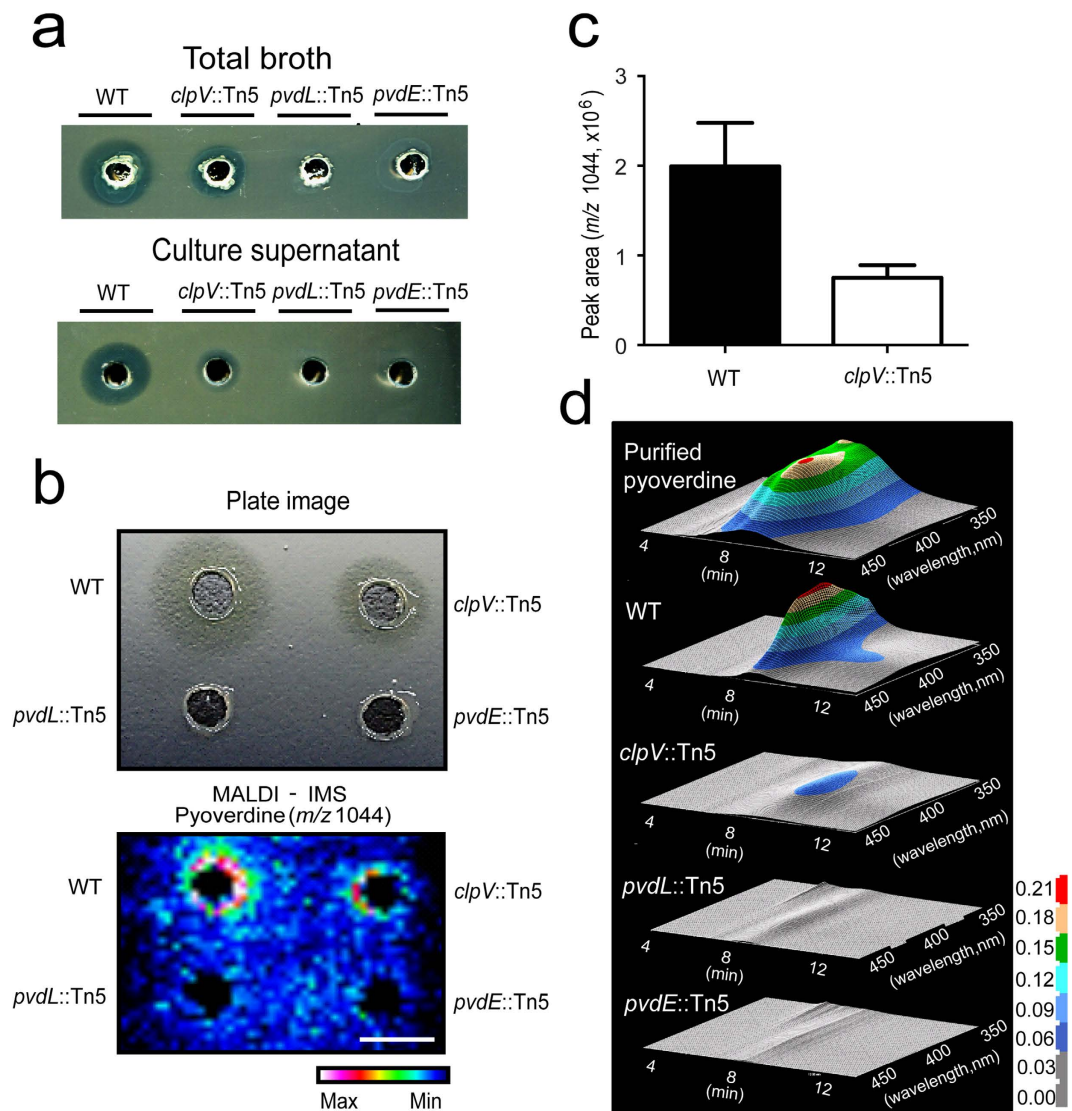 a
Total broth
WT clpV::Tn5 pvdL::Tn5 pvdE::Tn5
Culture supernatant
WT clpV::Tn5 pvdL::Tn5 pvdE::Tn5
b
Plate image
WT
clpV::Tn5
pvdL::Tn5
pvdE::Tn5
MALDI - IMS
Pyoverdine (m/z 1044)
WT
clpV::Tn5
pvdL::Tn5
pvdE::Tn5
Max Min
c
Peak area (m/z 1044, x10⁶)
3
2
1
0
WT clpV::Tn5
d
Purified
pyoverdine
4 8 12
(min)
450 400 350
(wavelength,nm)
WT
4 8 12
(min)
450 400 350
(wavelength,nm)
clpV::Tn5
4 8 12
(min)
450 400 350
(wavelength,nm)
pvdL::Tn5
4 8 12
(min)
450 400 350
(wavelength,nm)
pvdE::Tn5
4 8 12
(min)
450 400 350
(wavelength,nm)
0.21
0.18
0.15
0.12
0.09
0.06
0.03
0.00